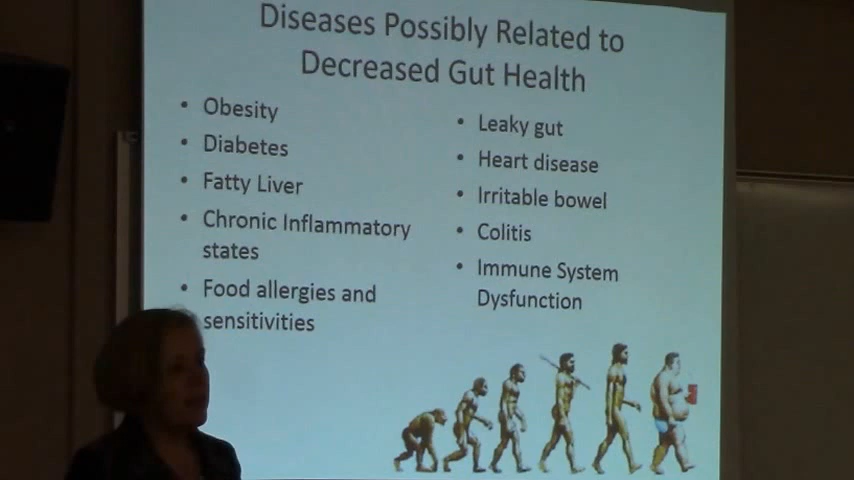 Diseases Possibly Related to
Decreased Gut Health
• Obesity
• Diabetes
• Fatty Liver
• Chronic Inflammatory
states
• Food allergies and
sensitivities
• Leaky gut
• Heart disease
• Irritable bowel
• Colitis
• Immune System
Dysfunction